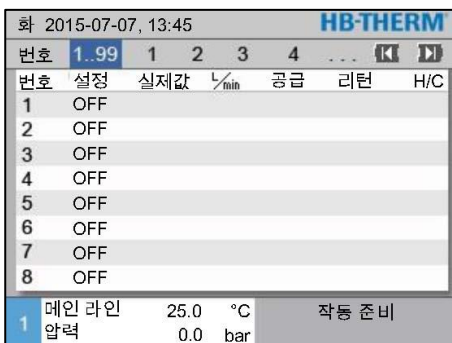 화 2015-07-07, 13:45 HB-THERM
번호 1..99 1 2 3 4 ...
번호 설정 실제값 L/min 공급 리턴 H/C
1 OFF
2 OFF
3 OFF
4 OFF
5 OFF
6 OFF
7 OFF
8 OFF
1 메인 라인 25.0 °C 작동 준비
압력 0.0 bar